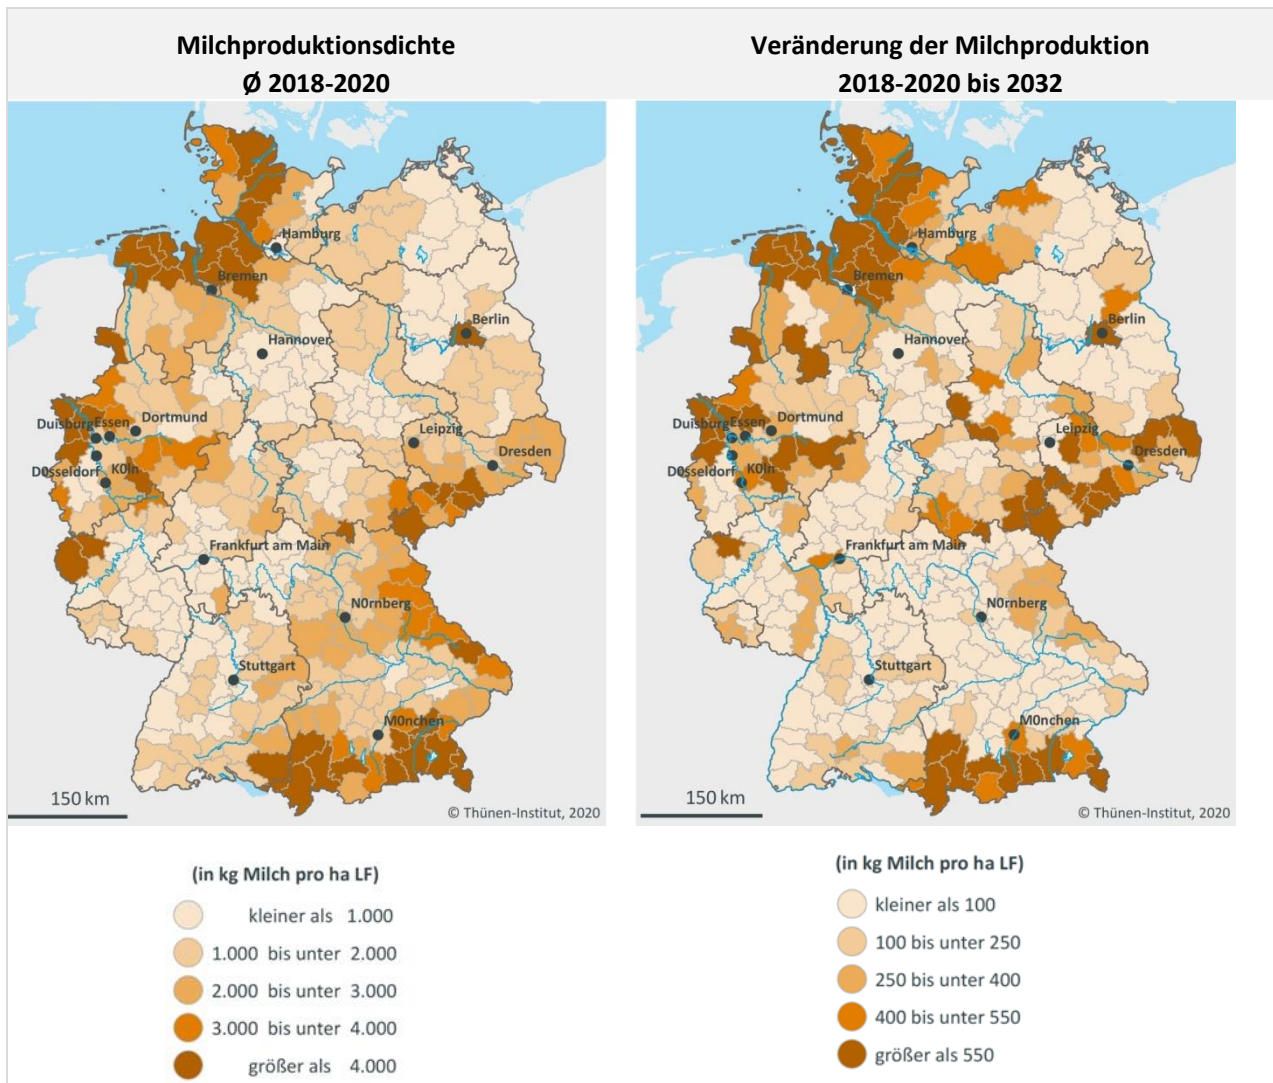 Milchproduktionsdichte
Ø 2018-2020
Veränderung der Milchproduktion
2018-2020 bis 2032
Hamburg
Bremen
Berlin
Hannover
Duisburg
Essen
Dortmund
Leipzig
D0sseldorf
K0ln
Dresden
Frankfurt am Main
N0rnberg
Stuttgart
M0nchen
150 km
© Thünen-Institut, 2020
Hamburg
Bremen
Berlin
Hannover
Duisburg
Essen
Dortmund
Leipzig
D0sseldorf
K0ln
Dresden
Frankfurt am Main
N0rnberg
Stuttgart
M0nchen
150 km
© Thünen-Institut, 2020
(in kg Milch pro ha LF)
kleiner als 1.000
1.000 bis unter 2.000
2.000 bis unter 3.000
3.000 bis unter 4.000
größer als 4.000
(in kg Milch pro ha LF)
kleiner als 100
100 bis unter 250
250 bis unter 400
400 bis unter 550
größer als 550